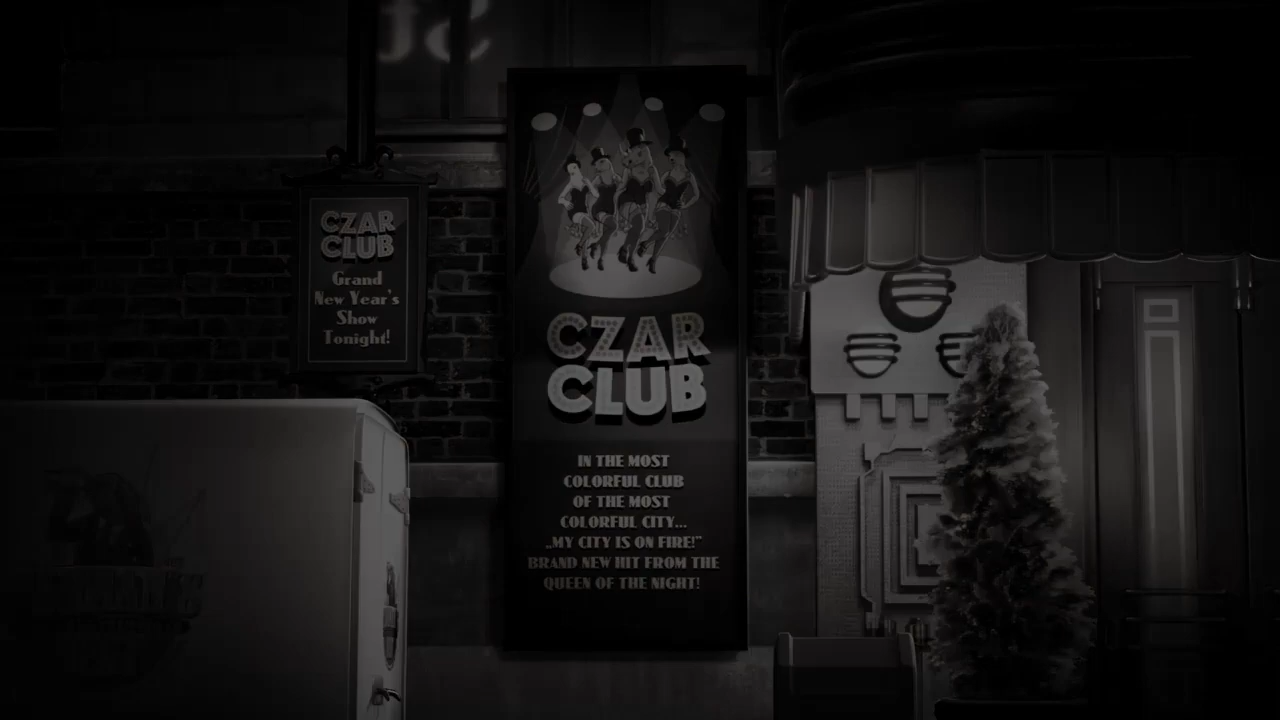 CZAR
CLUB
Grand
New Year's
Show
Tonight!
CZAR
CLUB
IN THE MOST
COLORFUL CLUB
OF THE MOST
COLORFUL CITY...
„MY CITY IS ON FIRE!"
BRAND NEW HIT FROM THE
QUEEN OF THE NIGHT!